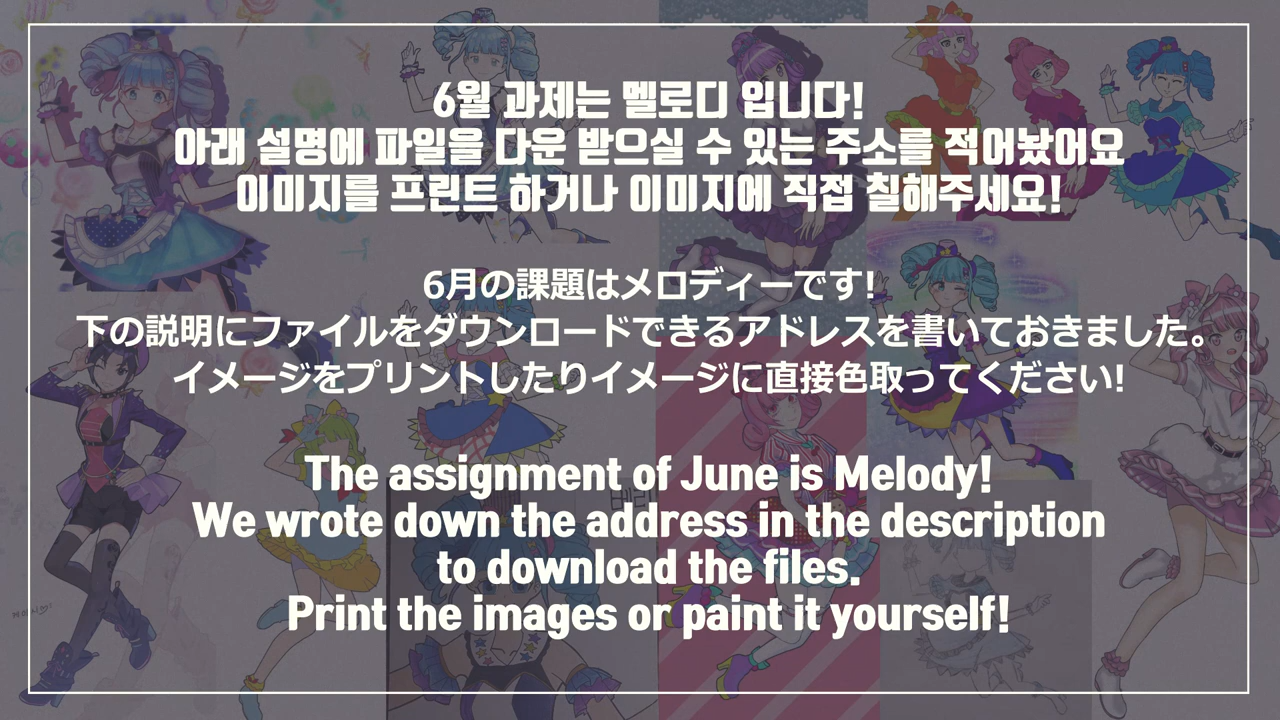 6월 과제는 멜로디 입니다!
아래 설명에 파일을 다운 받으실 수 있는 주소를 적어놨어요
이미지를 프린트 하거나 이미지에 직접 칠해주세요!
6月の課題はメロディーです!
下の説明にファイルをダウンロードできるアドレスを書いておきました。
イメージをプリントしたりイメージに直接色取ってください!
The assignment of June is Melody!
We wrote down the address in the description
to download the files.
Print the images or paint it yourself!